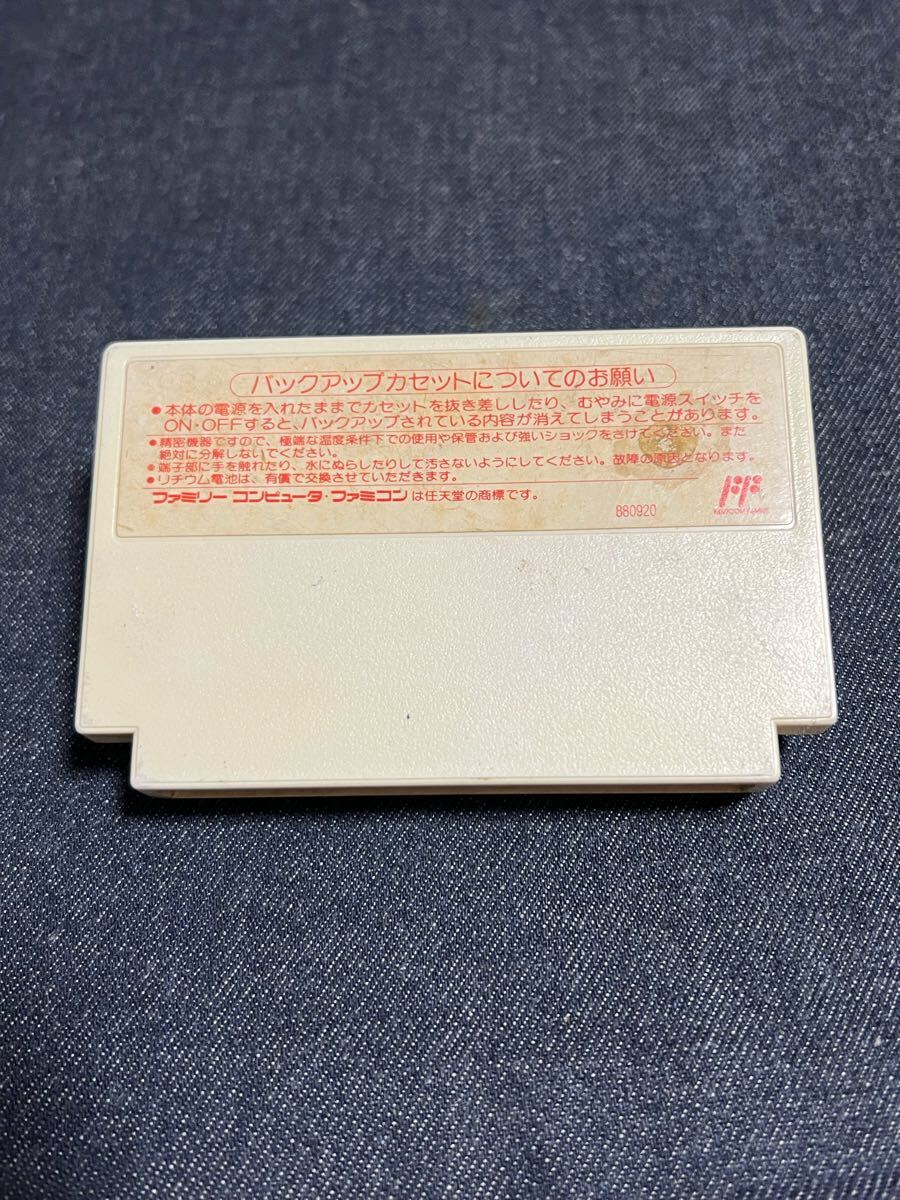 バックアップカセットについてのお願い
●本体の電源を入れたままでカセットを抜き差ししたり、むやみに電源スイッチを
ON・OFFすると、バックアップされている内容が消えてしまうことがあります。
●精密機器ですので、極端な温度条件下での使用や保管および強いショックをさけてください。また
絶対に分解しないでください。
●端子部に手を触れたり、水にぬらしたりして汚さないようにしてください。故障の原因となります。
●リチウム電池は、有償で交換させていただきます。
ファミリーコンピュータ・ファミコンは任天堂の商標です。
880920
FAMICOM FAMILY